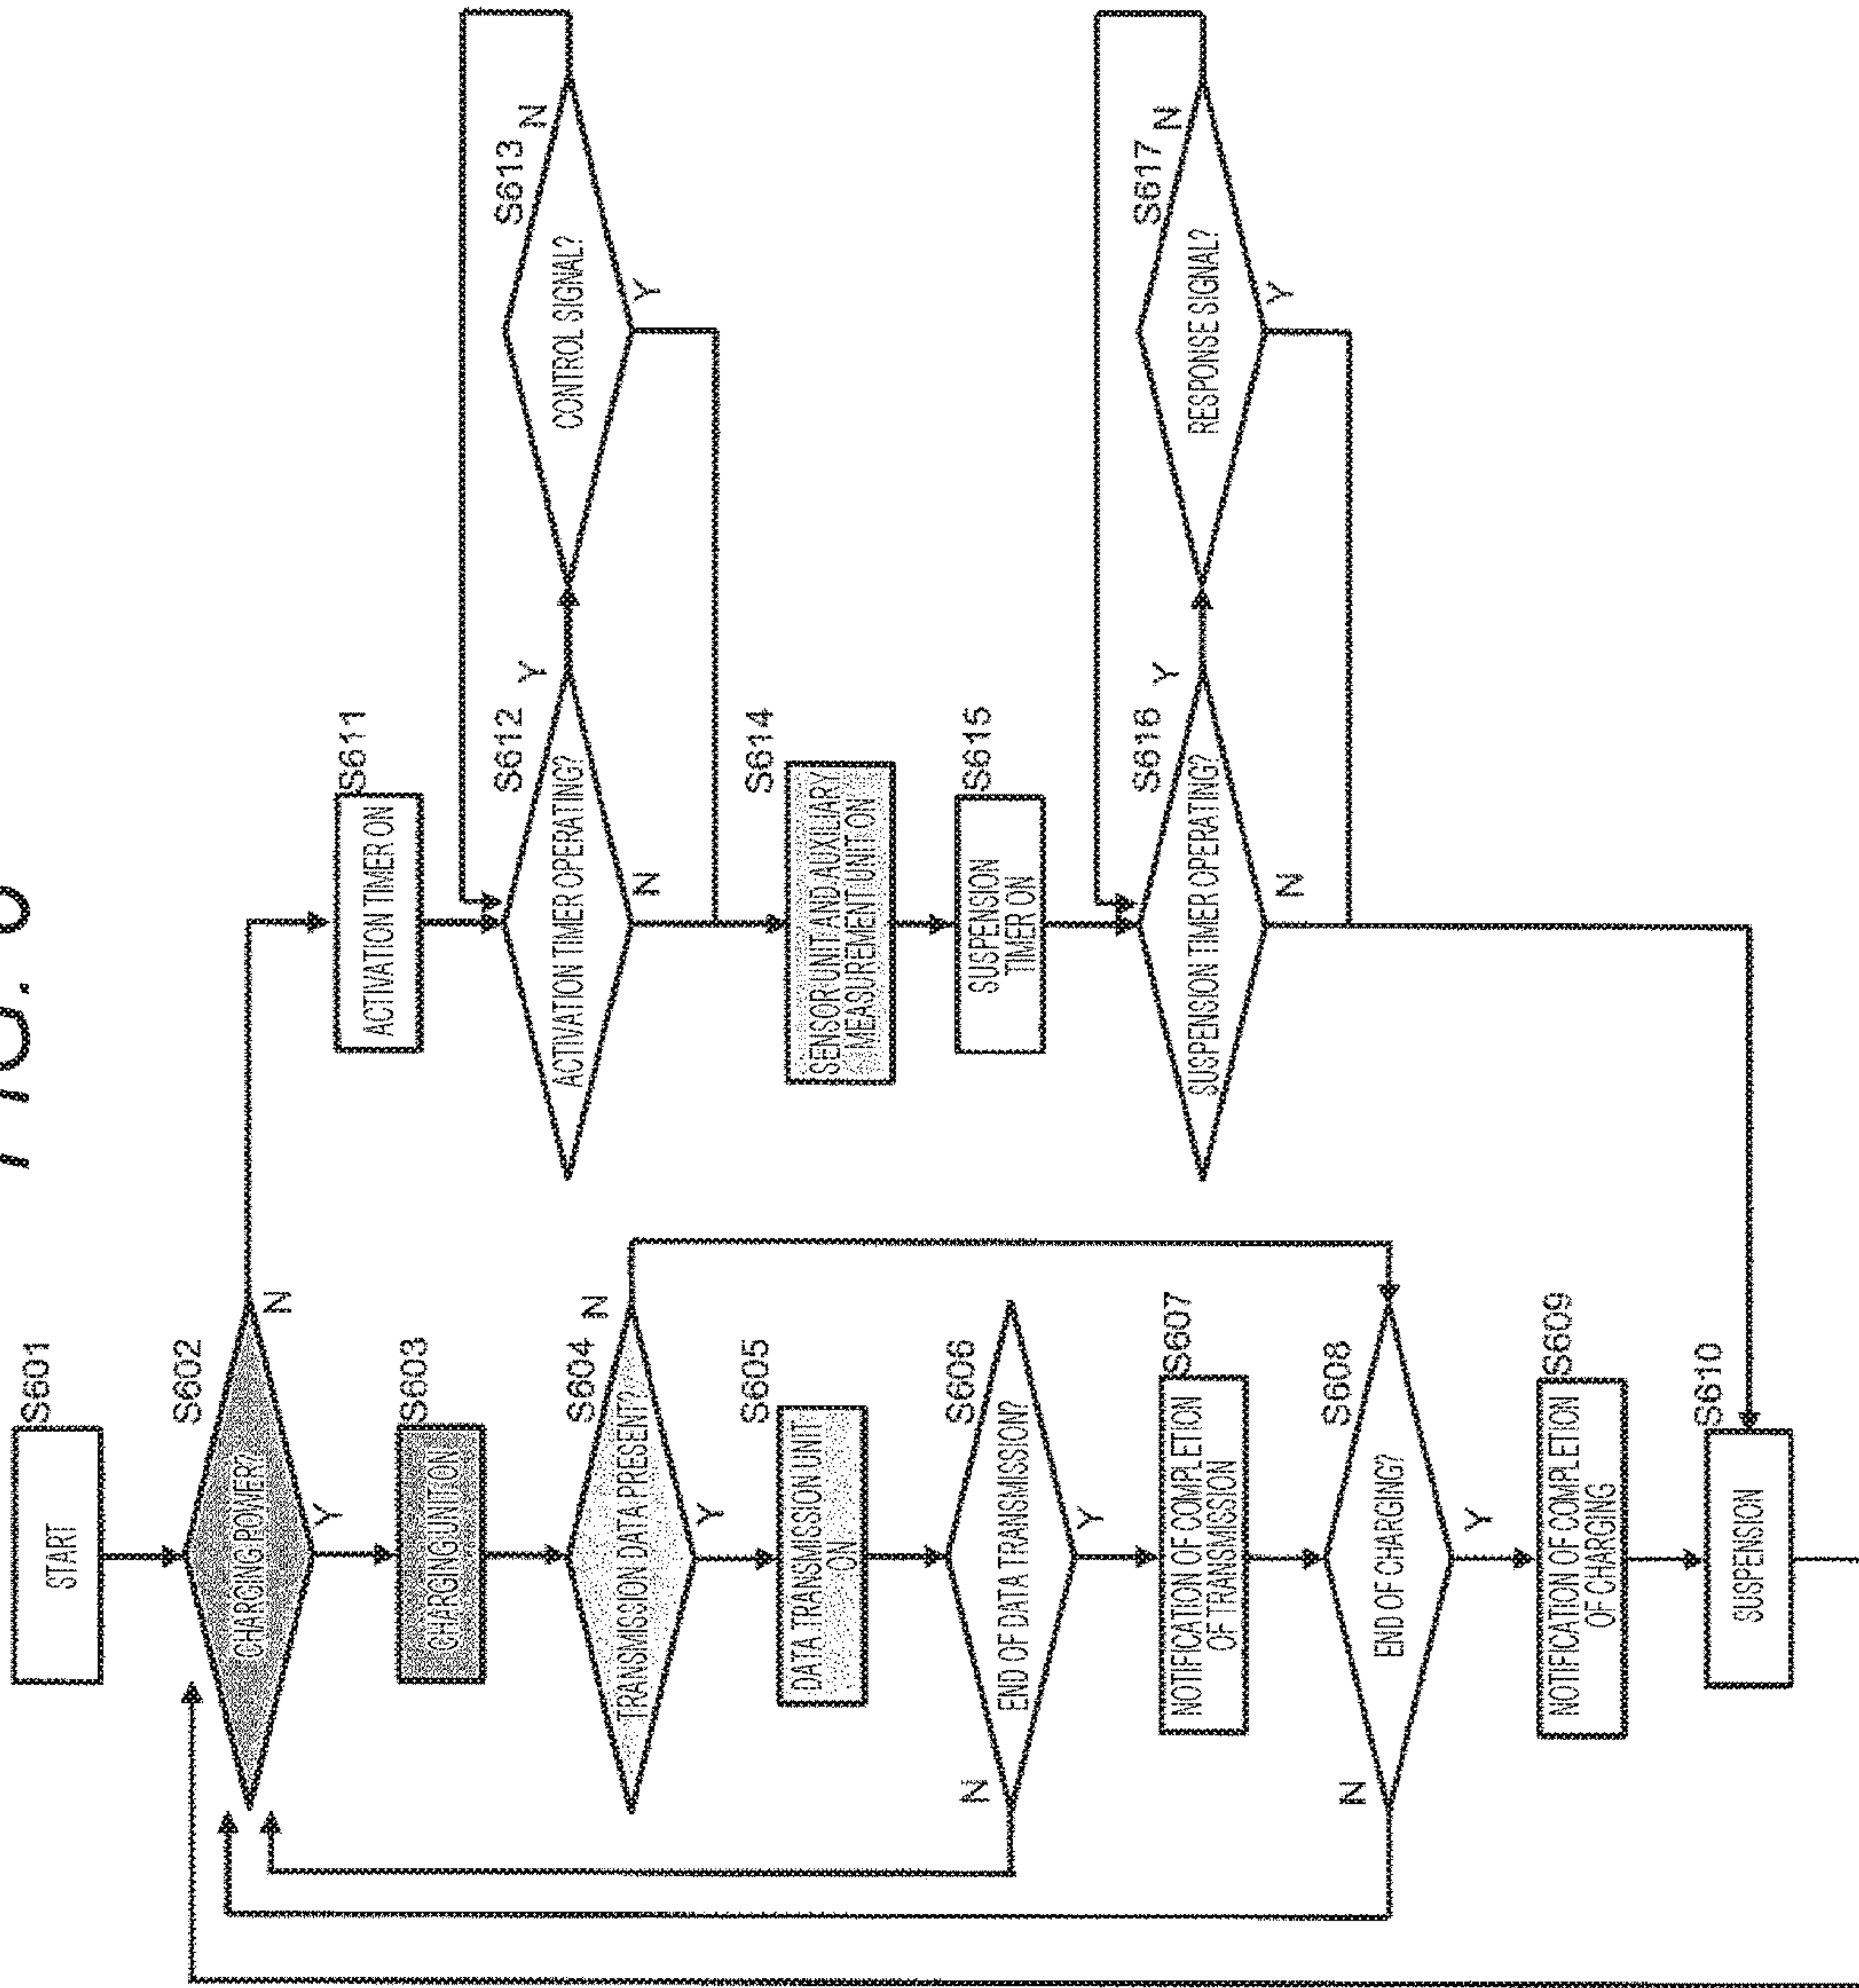 FIG.
START
S601
S602
CHARGING POWER?
N
Y
S603
CHARGING UNIT ON
S604
TRANSMISSION DATA PRESENT?
N
Y
S605
DATA TRANSMISSION UNIT
ON
S606
END OF DATA TRANSMISSION?
N
Y
S607
NOTIFICATION OF COMPLETION
OF TRANSMISSION
S608
END OF CHARGING?
N
Y
S609
NOTIFICATION OF COMPLETION
OF CHARGING
S610
SUSPENSION
S611
ACTIVATION TIMER ON
S612
ACTIVATION TIMER OPERATING?
Y
N
S613
CONTROL SIGNAL?
N
Y
S614
SENSOR UNIT AND AUXILIARY
MEASUREMENT UNIT ON
S615
SUSPENSION
TIMER ON
S616
SUSPENSION TIMER OPERATING?
Y
N
S617
RESPONSE SIGNAL?
N
Y